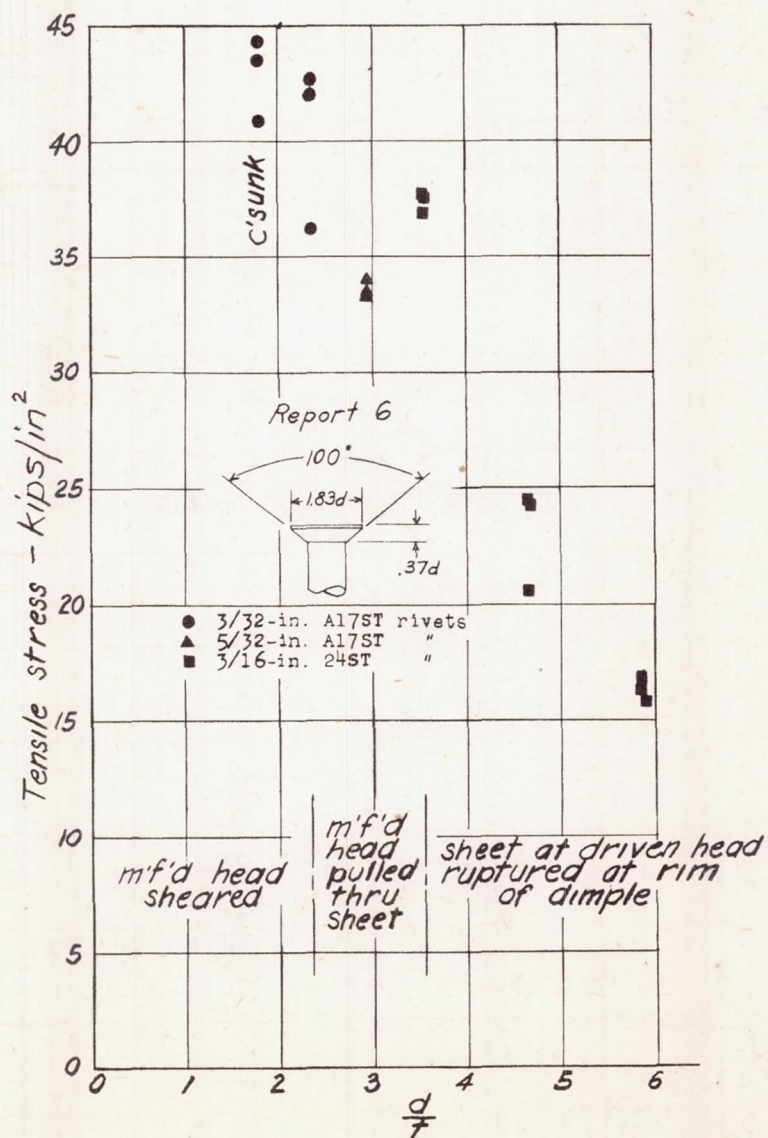 45
40
35
30
25
20
15
10
5
0
Tensile stress – kips/in²
C'sunk
Report 6
100°
1.83d
.37d
● 3/32-in. A17ST rivets
▲ 5/32-in. A17ST "
■ 3/16-in. 24ST "
m'f'd head
sheared
m'f'd
head
pulled
thru
sheet
sheet at driven head
ruptured at rim
of dimple
0 1 2 3 4 5 6
d
t